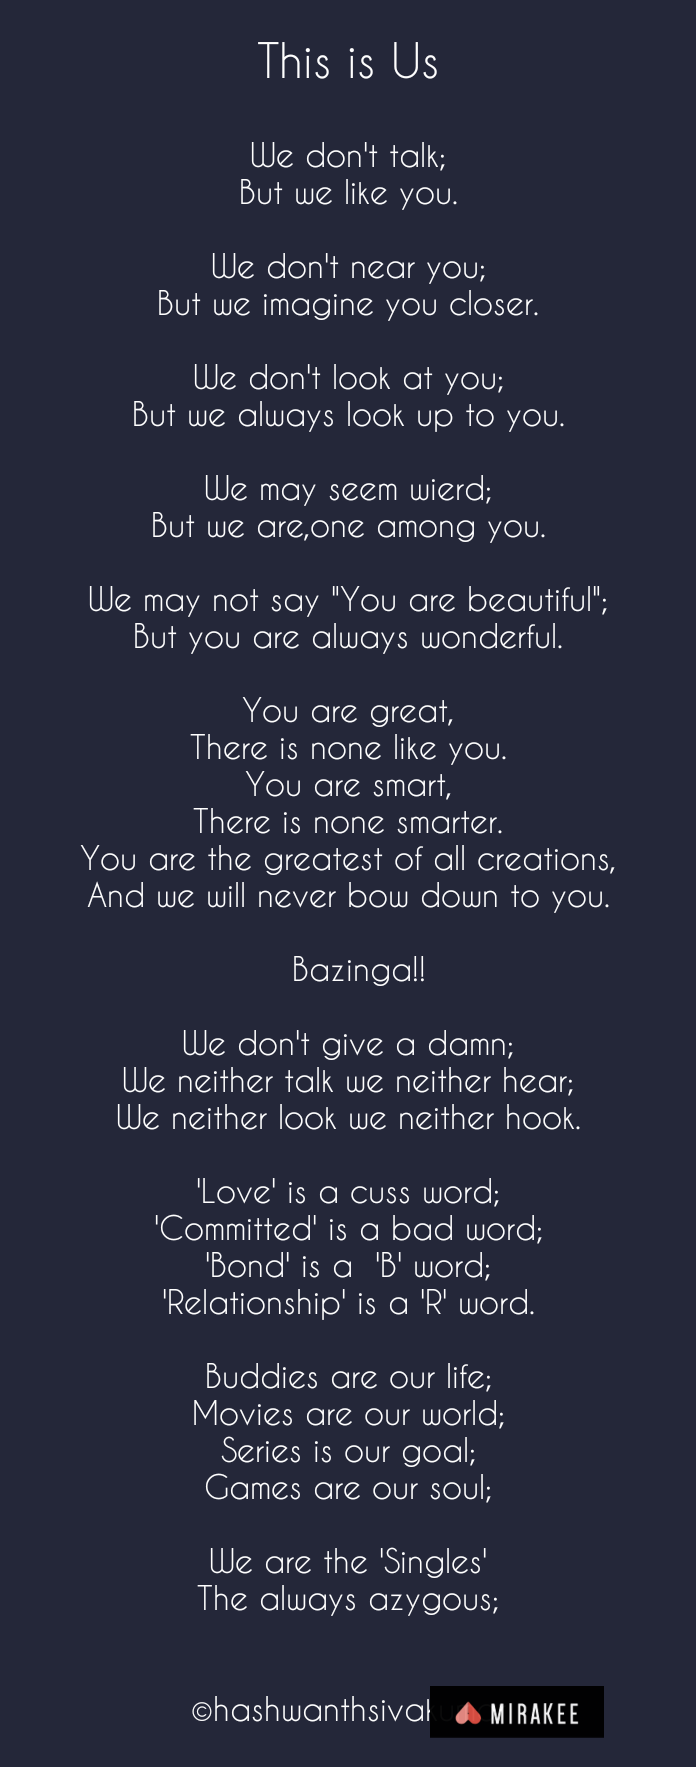 This is Us
We don't talk;
But we like you.
We don't near you;
But we imagine you closer.
We don't look at you;
But we always look up to you.
We may seem wierd;
But we are,one among you.
We may not say "You are beautiful";
But you are always wonderful.
You are great,
There is none like you.
You are smart,
There is none smarter.
You are the greatest of all creations,
And we will never bow down to you.
Bazinga!!
We don't give a damn;
We neither talk we neither hear;
We neither look we neither hook.
'Love' is a cuss word;
'Committed' is a bad word;
'Bond' is a  'B' word;
'Relationship' is a 'R' word.
Buddies are our life;
Movies are our world;
Series is our goal;
Games are our soul;
We are the 'Singles'
The always azygous;
MIRAKEE